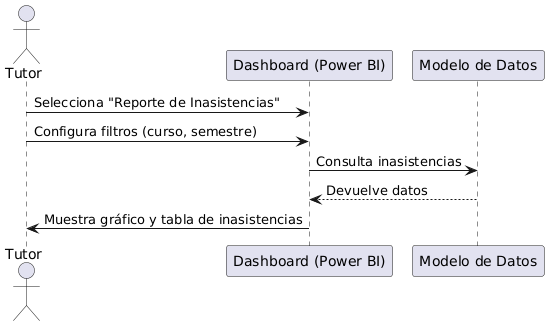 Tutor
Dashboard (Power BI)
Modelo de Datos
Selecciona "Reporte de Inasistencias"
Configura filtros (curso, semestre)
Consulta inasistencias
Devuelve datos
Muestra gráfico y tabla de inasistencias
Tutor
Dashboard (Power BI)
Modelo de Datos